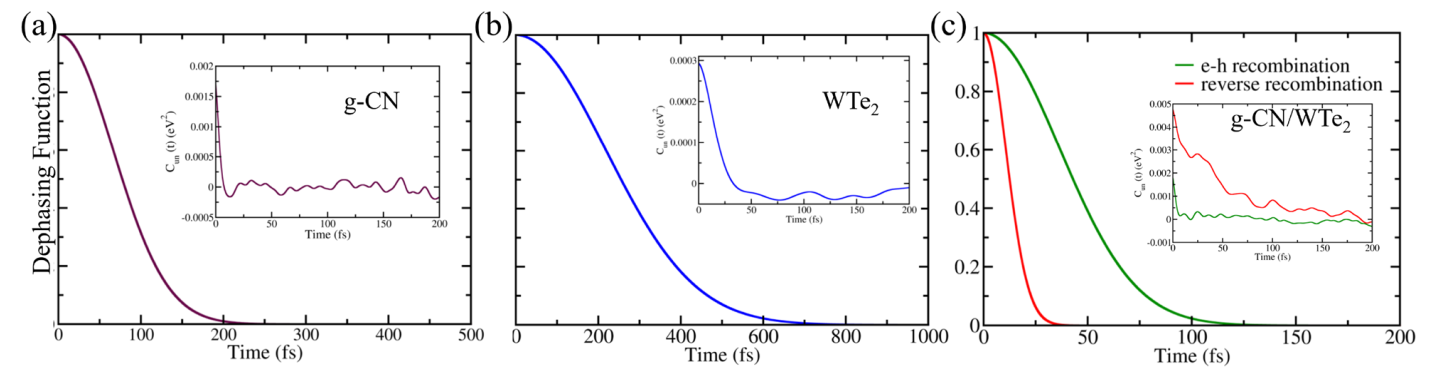 (a)
Dephasing Function
0.002
0.0015
0.001
0.0005
0
-0.0005
C_un (t) (eV²)
g-CN
0 50 100 150 200
Time (fs)
0 100 200 300 400 500
Time (fs)
(b)
0.0003
0.0002
0.0001
0
C_un (t) (eV²)
WTe₂
0 50 100 150 200
Time (fs)
0 200 400 600 800 1000
Time (fs)
(c)
1
0.8
0.6
0.4
0.2
0
e-h recombination
reverse recombination
g-CN/WTe₂
0.005
0.004
0.003
0.002
0.001
0
-0.001
C_un (t) (eV²)
0 50 100 150 200
Time (fs)
0 50 100 150 200
Time (fs)